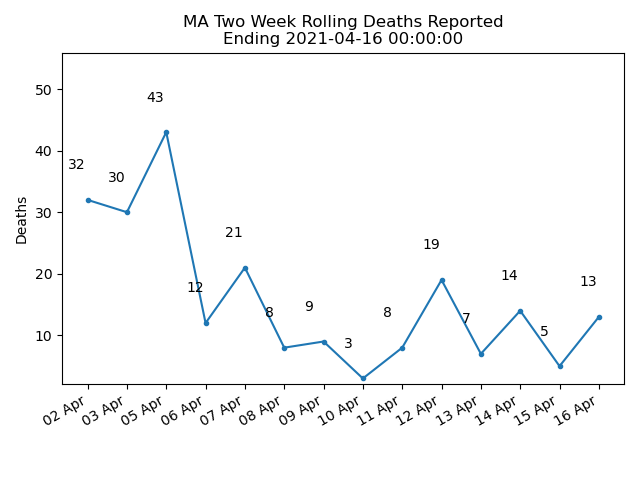 MA Two Week Rolling Deaths Reported
Ending 2021-04-16 00:00:00
Deaths
50
40
30
20
10
32
30
43
12
21
8
9
3
8
19
7
14
5
13
02 Apr
03 Apr
05 Apr
06 Apr
07 Apr
08 Apr
09 Apr
10 Apr
11 Apr
12 Apr
13 Apr
14 Apr
15 Apr
16 Apr